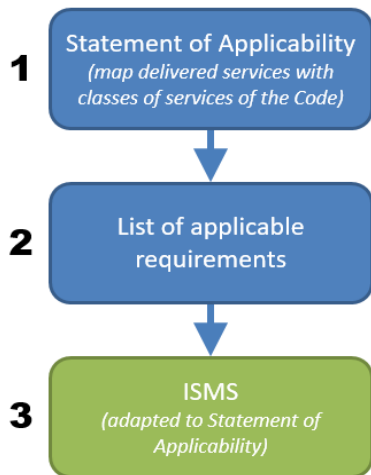 1
Statement of Applicability
(map delivered services with
classes of services of the Code)
2
List of applicable
requirements
3
ISMS
(adapted to Statement of
Applicability)